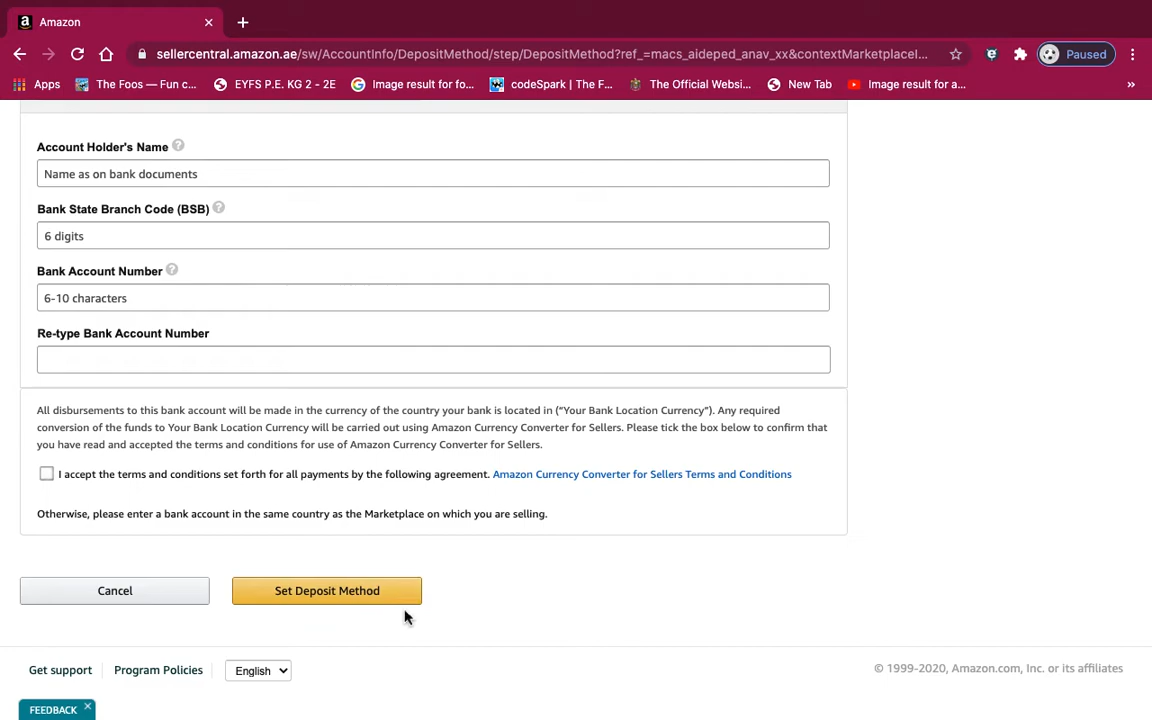 Amazon
sellercentral.amazon.ae/sw/AccountInfo/DepositMethod/step/DepositMethod?ref_=macs_aideped_anav_xx&contextMarketplaceI...
Paused
Apps The Foos — Fun c... EYFS P.E. KG 2 - 2E Image result for fo... codeSpark | The F... The Official Websi... New Tab Image result for a... »
Account Holder's Name ?
Name as on bank documents
Bank State Branch Code (BSB) ?
6 digits
Bank Account Number ?
6-10 characters
Re-type Bank Account Number
All disbursements to this bank account will be made in the currency of the country your bank is located in ("Your Bank Location Currency"). Any required
conversion of the funds to Your Bank Location Currency will be carried out using Amazon Currency Converter for Sellers. Please tick the box below to confirm that
you have read and accepted the terms and conditions for use of Amazon Currency Converter for Sellers.
I accept the terms and conditions set forth for all payments by the following agreement. Amazon Currency Converter for Sellers Terms and Conditions
Otherwise, please enter a bank account in the same country as the Marketplace on which you are selling.
Cancel Set Deposit Method
Get support Program Policies English © 1999-2020, Amazon.com, Inc. or its affiliates
FEEDBACK